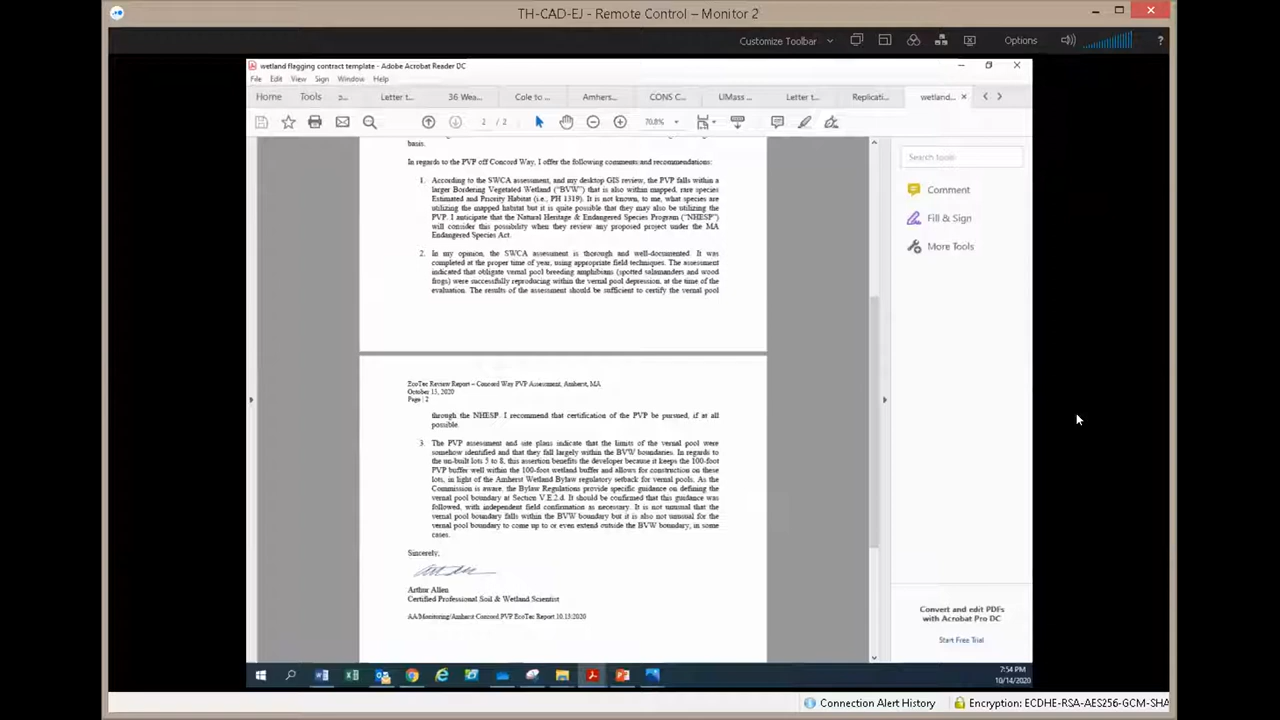 TH-CAD-EJ - Remote Control – Monitor 2
Customize Toolbar
Options
?
wetland flagging contract template - Adobe Acrobat Reader DC
File Edit View Sign Window Help
Home Tools Letter t... 36 Wea... Cole to ... Amhers... CONS C... UMass ... Letter t... Replicati... wetland...
2 / 2
70.8%
basis.
In regards to the PVP off Concord Way, I offer the following comments and recommendations:
1. According to the SWCA assessment, and my desktop GIS review, the PVP falls within a
larger Bordering Vegetated Wetland ("BVW") that is also within mapped, rare species
Estimated and Priority Habitat (i.e., PH 1319). It is not known, to me, what species are
utilizing the mapped habitat but it is quite possible that they may also be utilizing the
PVP. I anticipate that the Natural Heritage & Endangered Species Program ("NHESP")
will consider this possibility when they review any proposed project under the MA
Endangered Species Act.
2. In my opinion, the SWCA assessment is thorough and well-documented. It was
completed at the proper time of year, using appropriate field techniques. The assessment
indicated that obligate vernal pool breeding amphibians (spotted salamanders and wood
frogs) were successfully reproducing within the vernal pool depression, at the time of the
evaluation. The results of the assessment should be sufficient to certify the vernal pool
EcoTec Review Report – Concord Way PVP Assessment, Amherst, MA
October 13, 2020
Page | 2
through the NHESP. I recommend that certification of the PVP be pursued, if at all
possible.
3. The PVP assessment and site plans indicate that the limits of the vernal pool were
somehow identified and that they fall largely within the BVW boundaries. In regards to
the un-built lots 5 to 8, this assertion benefits the developer because it keeps the 100-foot
PVP buffer well within the 100-foot wetland buffer and allows for construction on these
lots, in light of the Amherst Wetland Bylaw regulatory setback for vernal pools. As the
Commission is aware, the Bylaw Regulations provide specific guidance on defining the
vernal pool boundary at Section V.E.2.d. It should be confirmed that this guidance was
followed, with independent field confirmation as necessary. It is not unusual that the
vernal pool boundary falls within the BVW boundary but it is also not unusual for the
vernal pool boundary to come up to or even extend outside the BVW boundary, in some
cases.
Sincerely,
Arthur Allen
Certified Professional Soil & Wetland Scientist
AA/Monitoring/Amherst Concord PVP EcoTec Report 10.13.2020
Search tools
Comment
Fill & Sign
More Tools
Convert and edit PDFs
with Acrobat Pro DC
Start Free Trial
7:54 PM
10/14/2020
Connection Alert History
Encryption: ECDHE-RSA-AES256-GCM-SHA